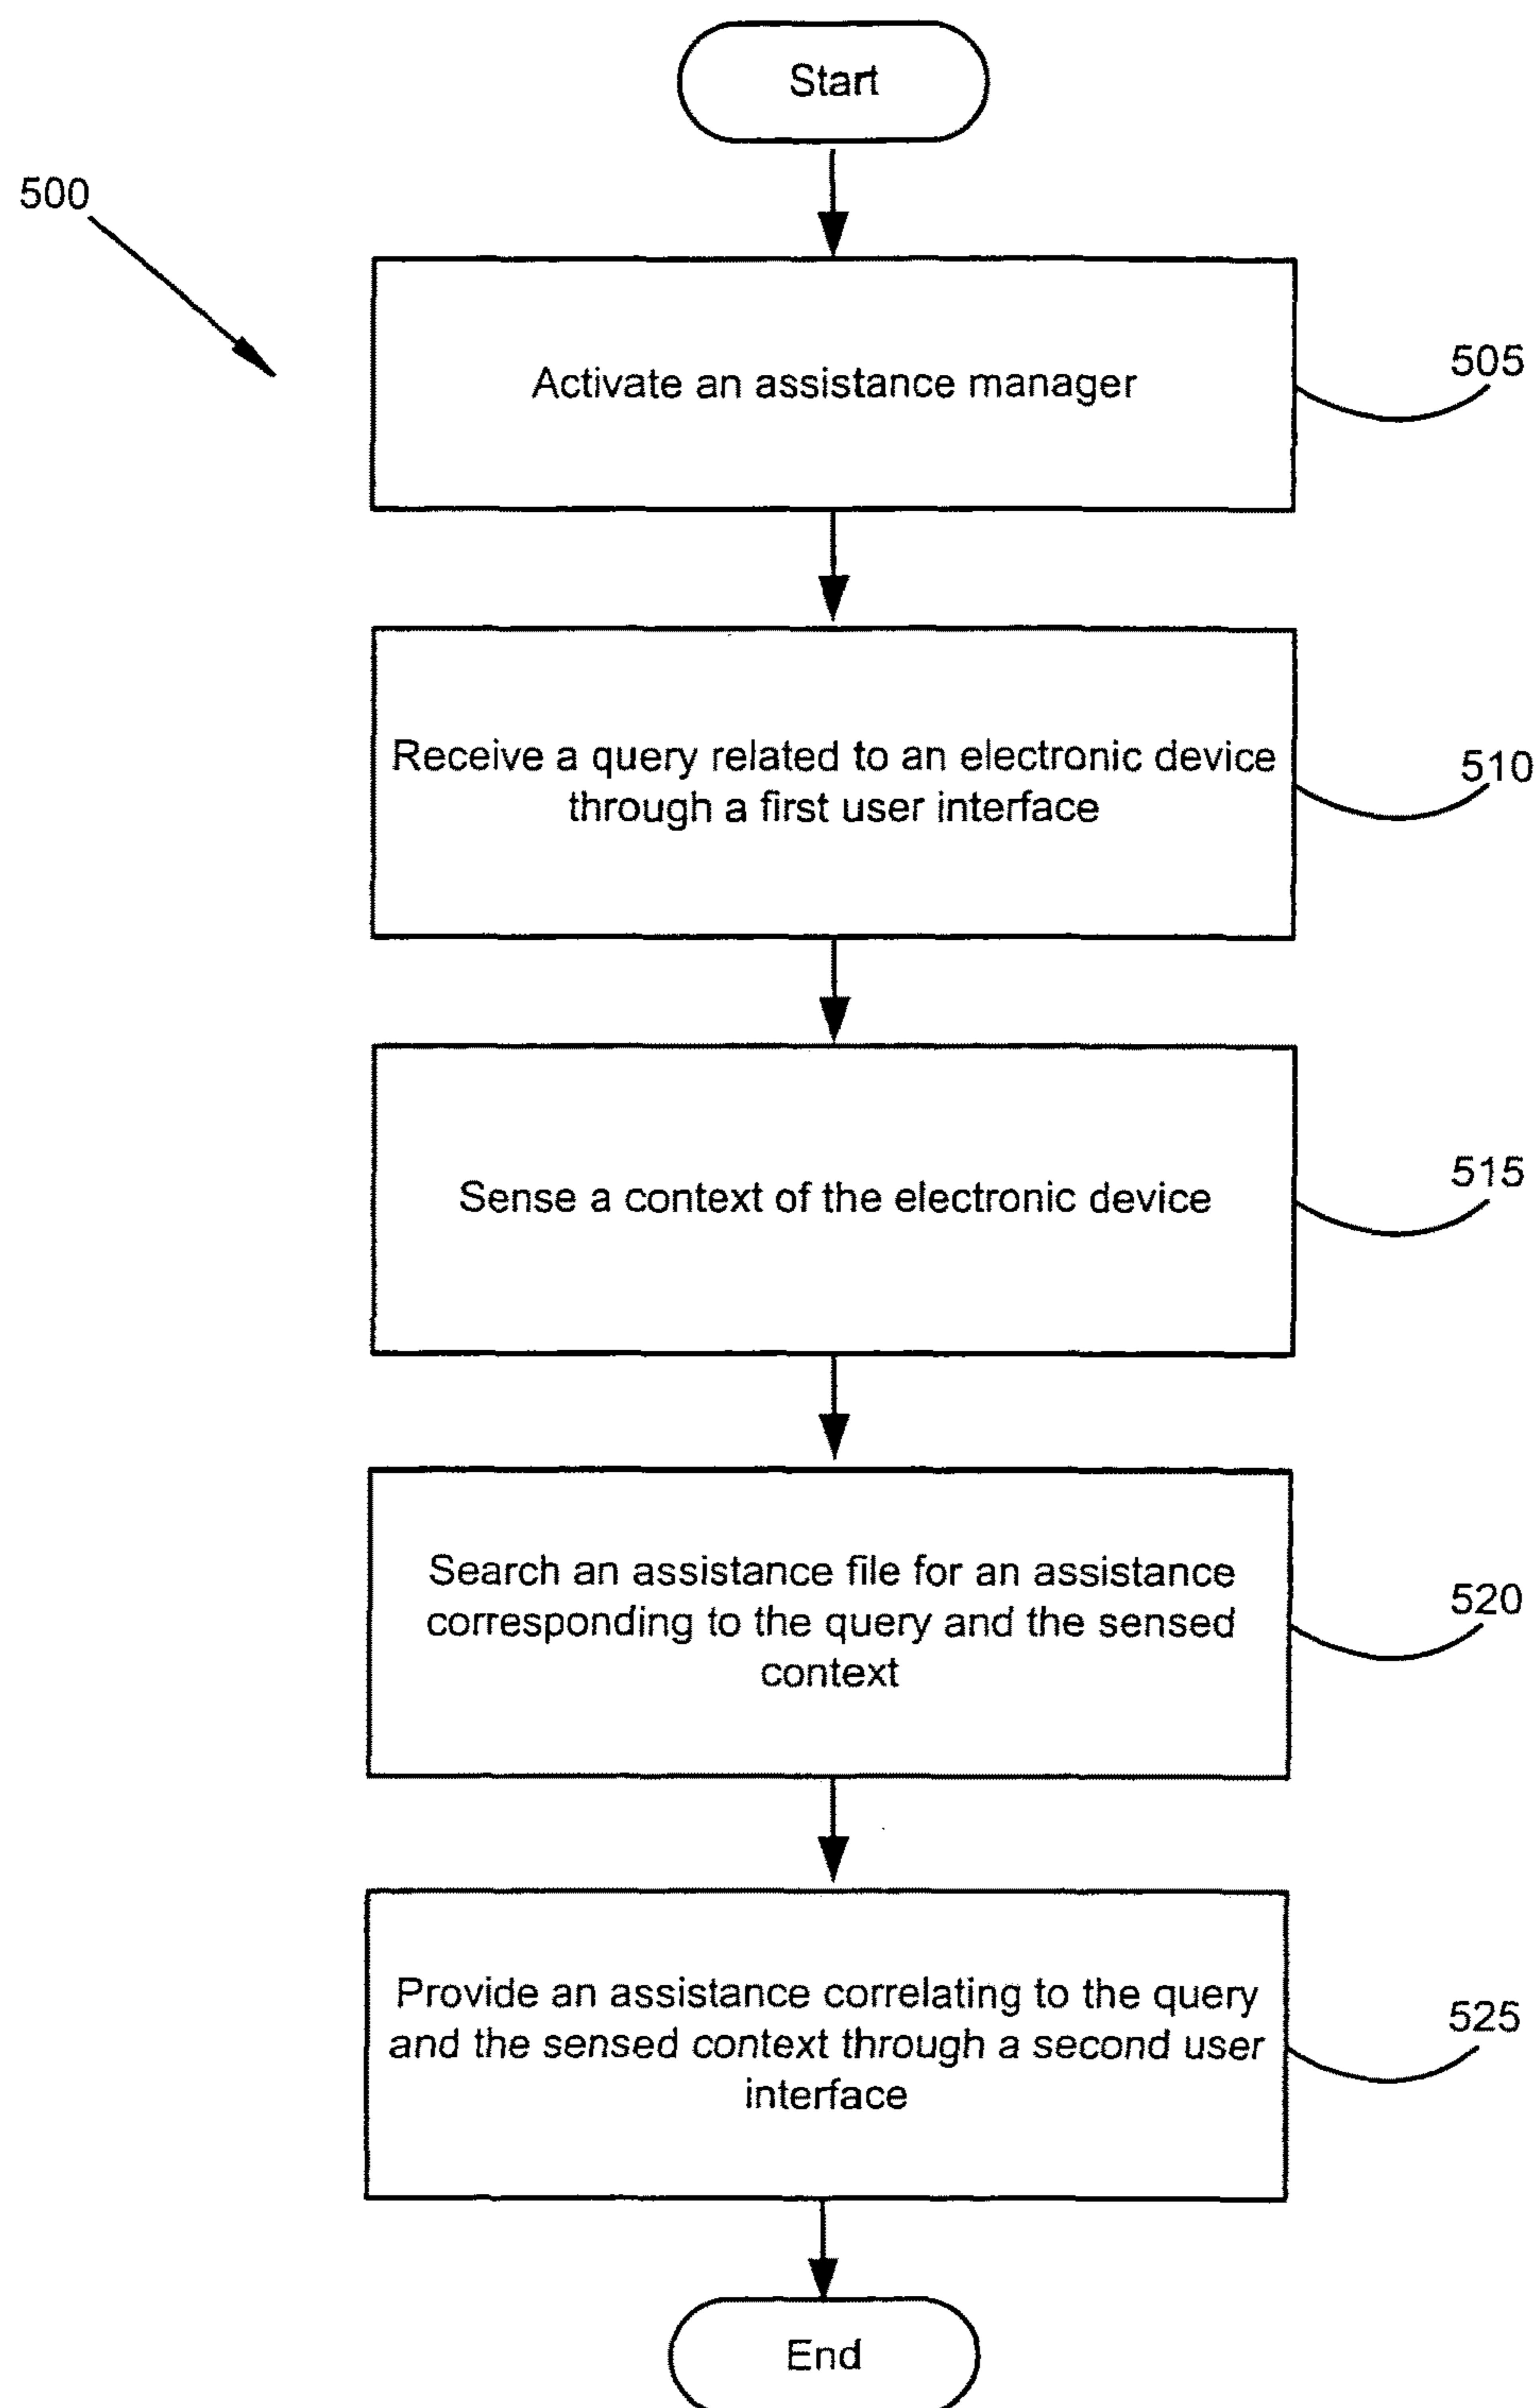 Start
500
Activate an assistance manager
505
Receive a query related to an electronic device
through a first user interface
510
Sense a context of the electronic device
515
Search an assistance file for an assistance
corresponding to the query and the sensed
context
520
Provide an assistance correlating to the query
and the sensed context through a second user
interface
525
End